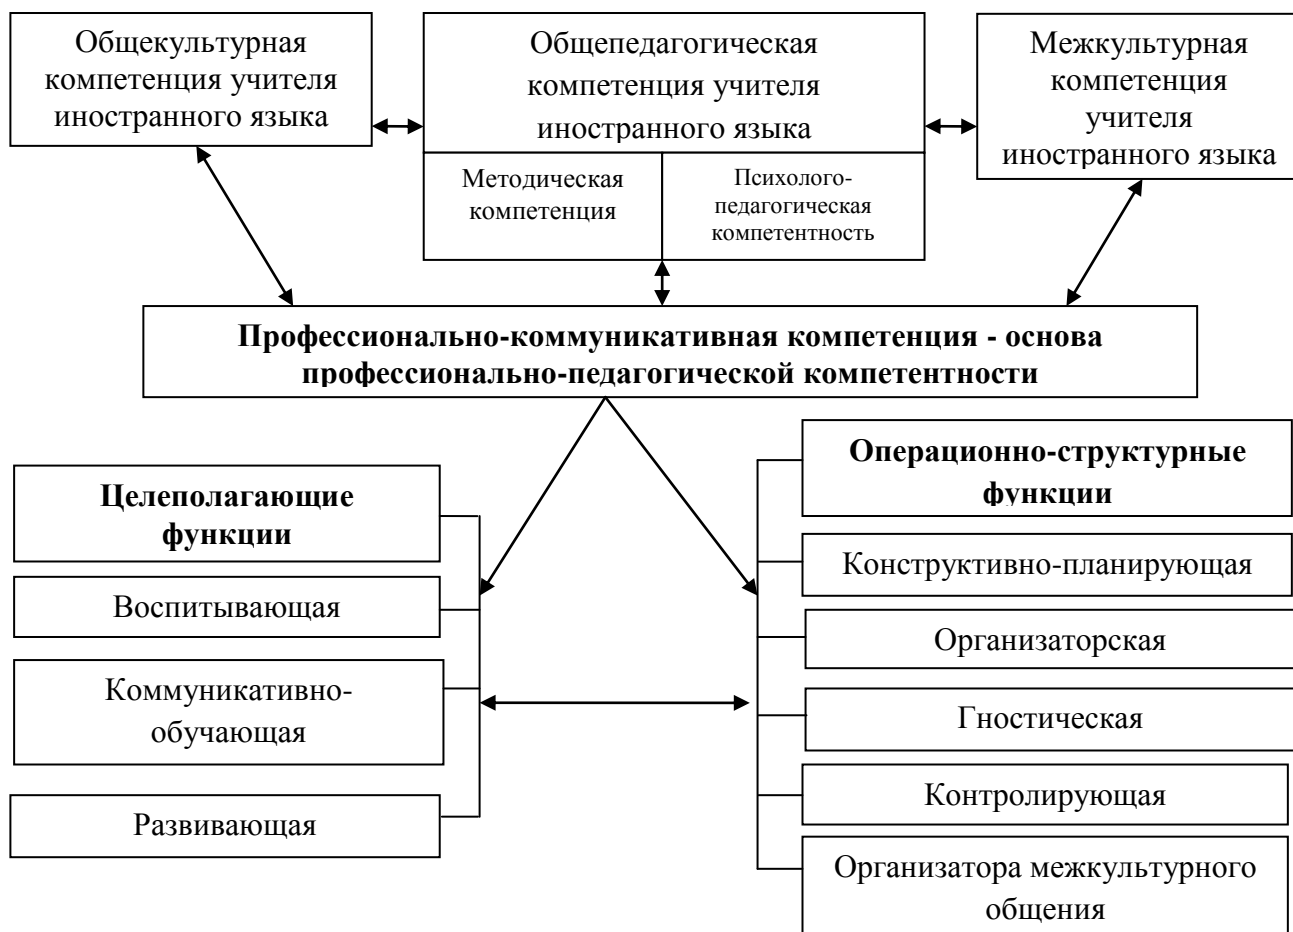 Общекультурная
компетенция учителя
иностранного языка
Общепедагогическая
компетенция учителя
иностранного языка
Межкультурная
компетенция
учителя
иностранного языка
Методическая
компетенция
Психолого-
педагогическая
компетентность
Профессионально-коммуникативная компетенция - основа
профессионально-педагогической компетентности
Целеполагающие
функции
Воспитывающая
Коммуникативно-
обучающая
Развивающая
Операционно-структурные
функции
Конструктивно-планирующая
Организаторская
Гностическая
Контролирующая
Организатора межкультурного
общения